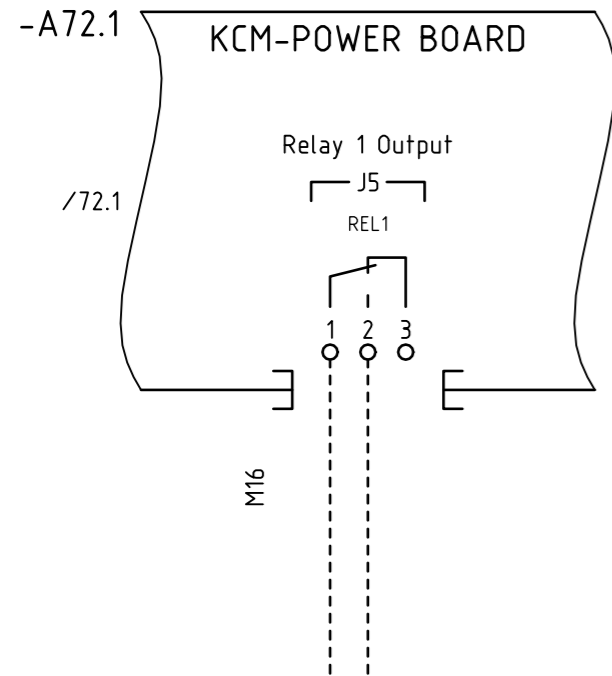 -A72.1
KCM-POWER BOARD
Relay 1 Output
J5
/72.1
REL1
1 2 3
M16